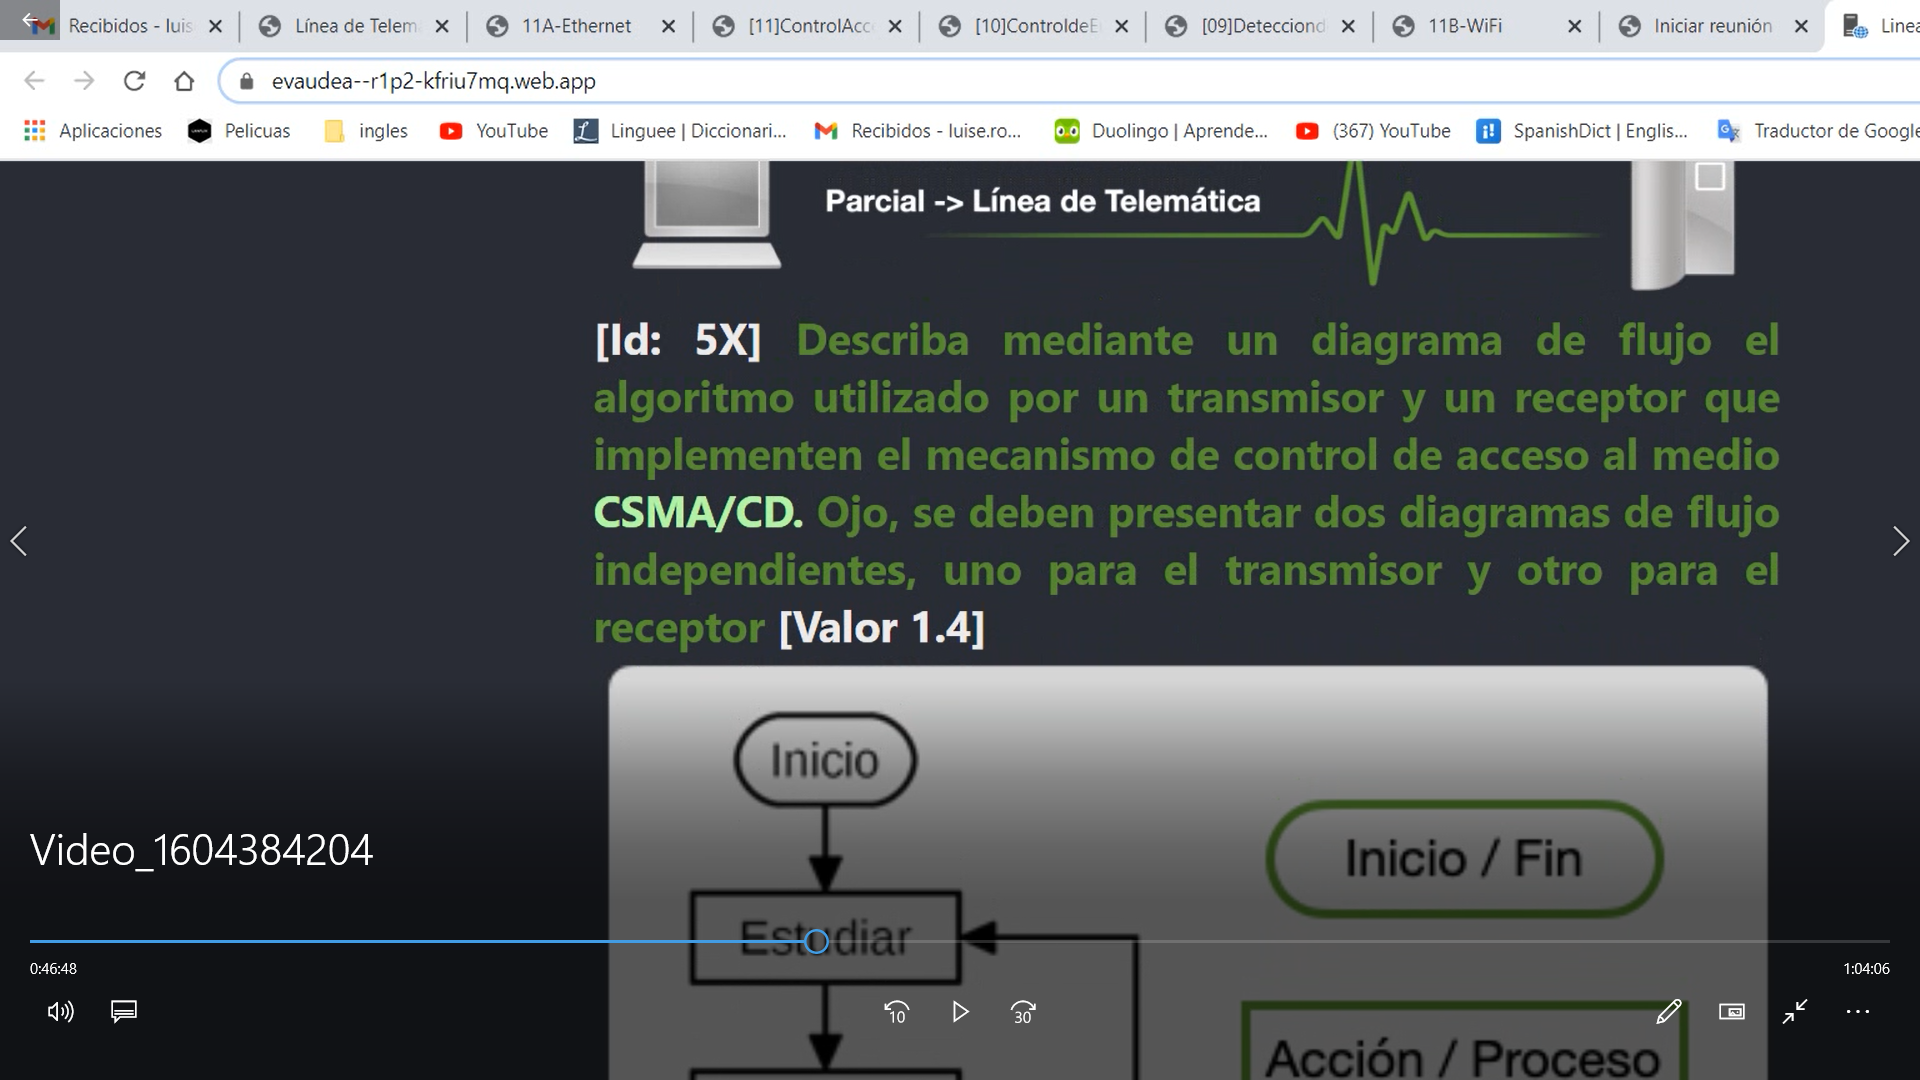 Recibidos - luis
Línea de Telem
11A-Ethernet
[11]ControlAcc
[10]ControldeE
[09]Detecciond
11B-WiFi
Iniciar reunión
Linea
evaudea--r1p2-kfriu7mq.web.app
Aplicaciones
Pelicuas
ingles
YouTube
Linguee | Diccionari...
Recibidos - luise.ro...
Duolingo | Aprende...
(367) YouTube
SpanishDict | Englis...
Traductor de Google
Parcial -> Línea de Telemática
[Id: 5X] Describa mediante un diagrama de flujo el
algoritmo utilizado por un transmisor y un receptor que
implementen el mecanismo de control de acceso al medio
CSMA/CD. Ojo, se deben presentar dos diagramas de flujo
independientes, uno para el transmisor y otro para el
receptor [Valor 1.4]
Inicio
Inicio / Fin
Video_1604384204
Estudiar
0:46:48
1:04:06
10
30
Acción / Proceso